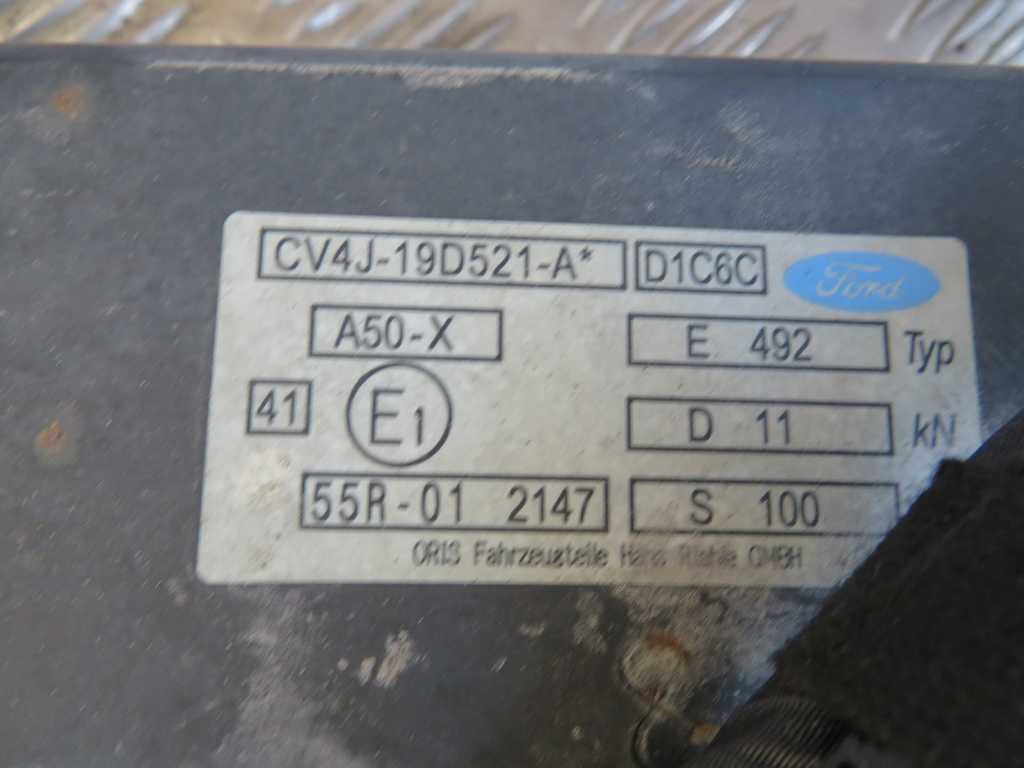 CV4J-19D521-A* D1C6C Ford
A50-X E 492 Typ
41 E1 D 11 kN
55R-01 2147 S 100
ORIS Fahrzeugteile Hans Riehle GMBH